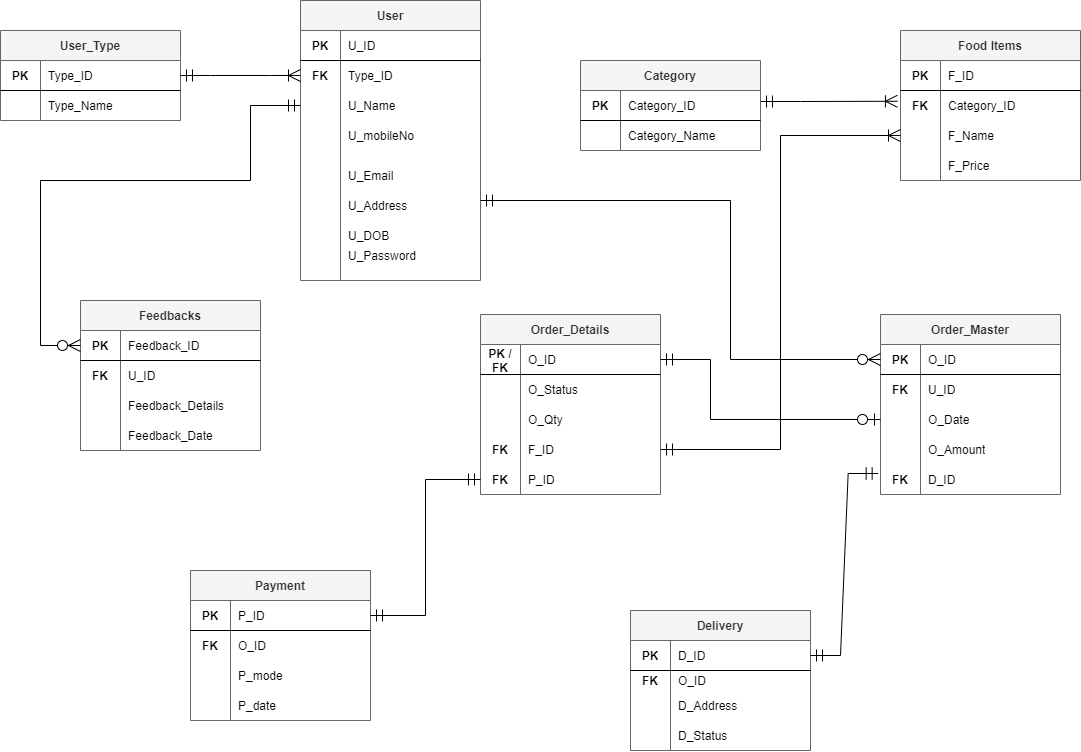 User_Type
PK Type_ID
Type_Name
User
PK U_ID
FK Type_ID
U_Name
U_mobileNo
U_Email
U_Address
U_DOB
U_Password
Category
PK Category_ID
Category_Name
Food Items
PK F_ID
FK Category_ID
F_Name
F_Price
Feedbacks
PK Feedback_ID
FK U_ID
Feedback_Details
Feedback_Date
Order_Details
PK / FK O_ID
O_Status
O_Qty
FK F_ID
FK P_ID
Order_Master
PK O_ID
FK U_ID
O_Date
O_Amount
FK D_ID
Payment
PK P_ID
FK O_ID
P_mode
P_date
Delivery
PK D_ID
FK O_ID
D_Address
D_Status